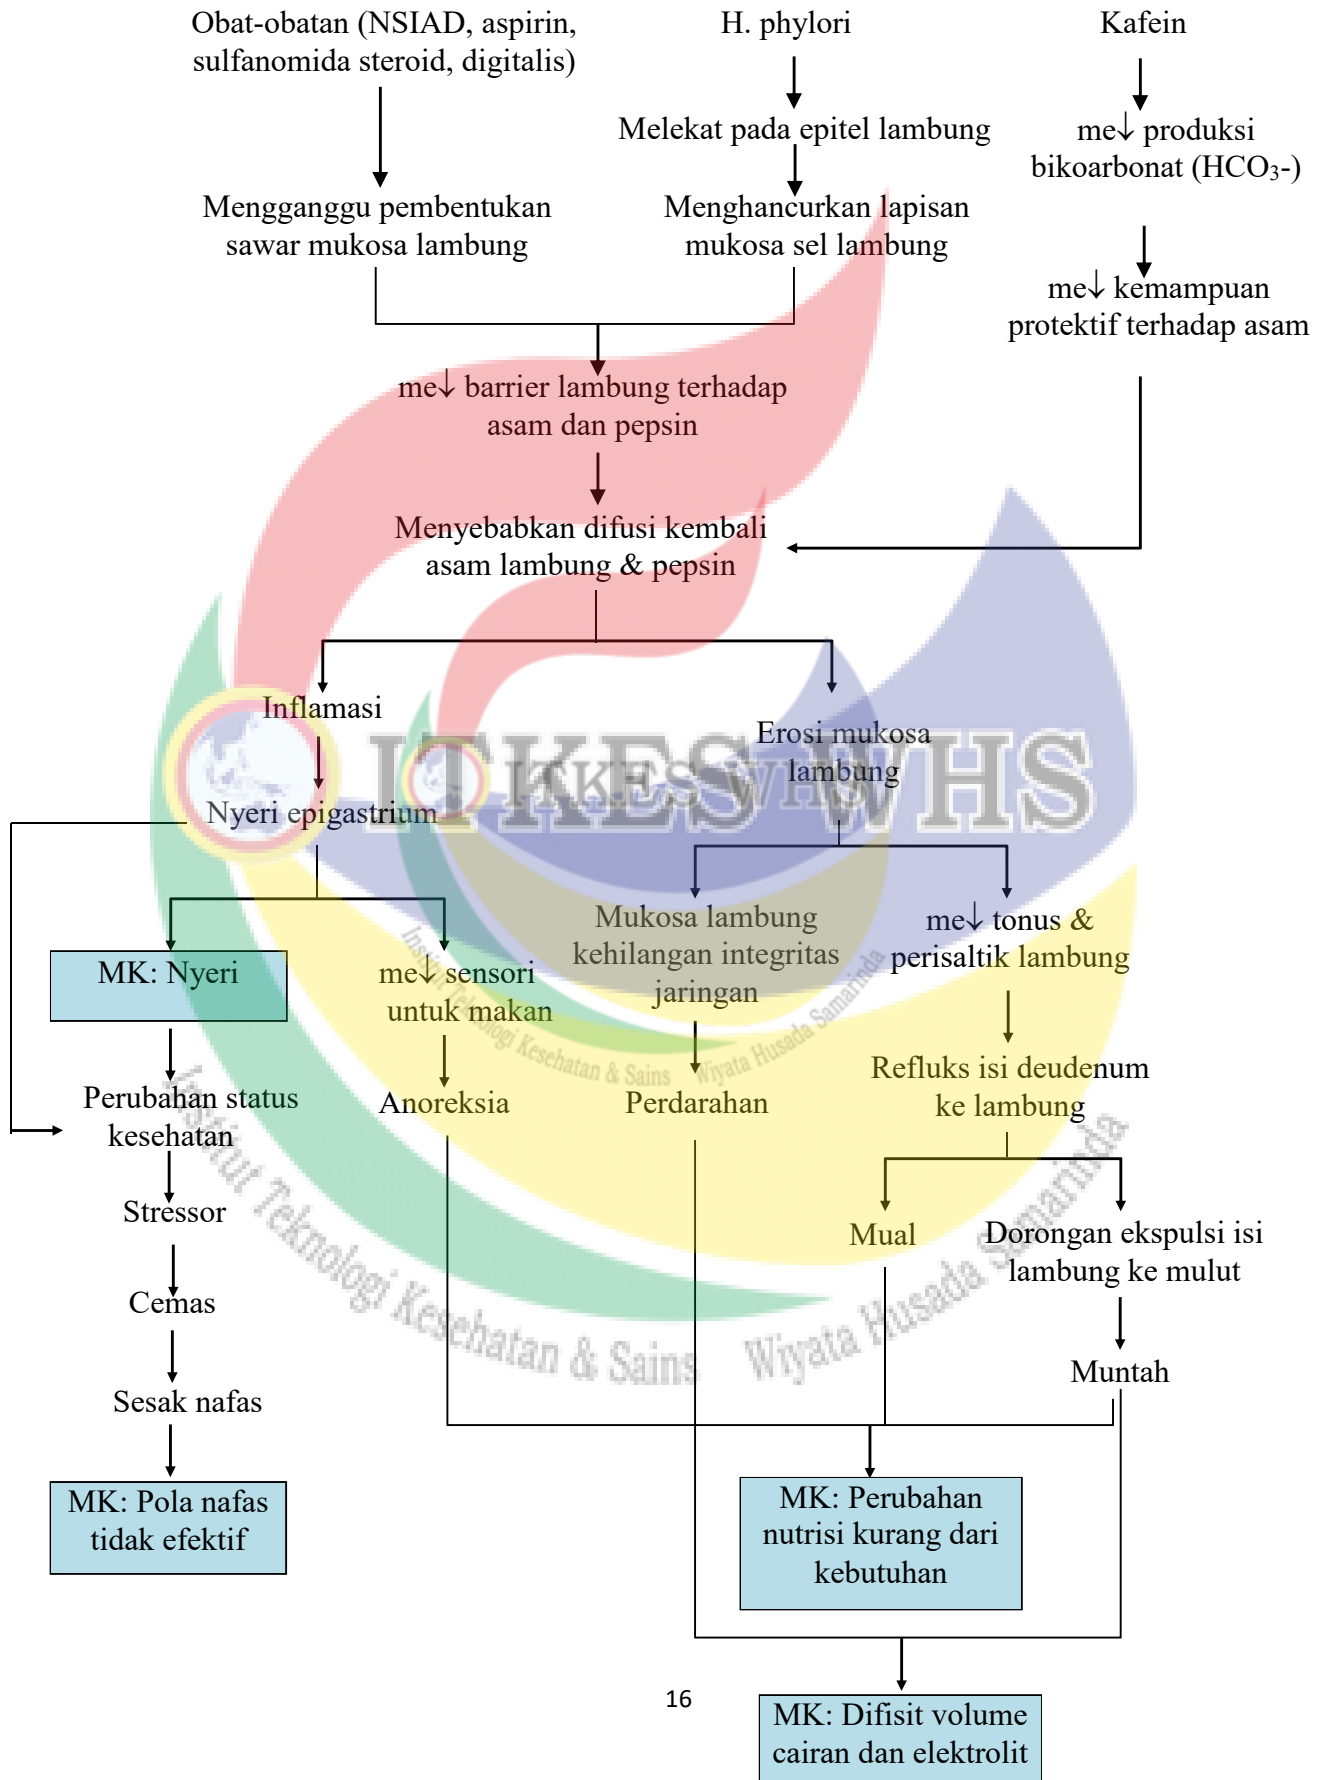 Obat-obatan (NSIAD, aspirin,
sulfanomida steroid, digitalis)
H. phylori
Kafein
Melekat pada epitel lambung
me↓ produksi
bikoarbonat (HCO₃-)
Mengganggu pembentukan
sawar mukosa lambung
Menghancurkan lapisan
mukosa sel lambung
me↓ kemampuan
protektif terhadap asam
me↓ barrier lambung terhadap
asam dan pepsin
Menyebabkan difusi kembali
asam lambung & pepsin
Inflamasi
Erosi mukosa
lambung
ITKES WHS
ITKES WHS
Nyeri epigastrium
MK: Nyeri
me↓ sensori
untuk makan
Mukosa lambung
kehilangan integritas
jaringan
me↓ tonus &
perisaltik lambung
Institut Teknologi Kesehatan & Sains Wiyata Husada Samarinda
Perubahan status
kesehatan
Anoreksia
Perdarahan
Refluks isi deudenum
ke lambung
Stressor
Mual
Dorongan ekspulsi isi
lambung ke mulut
Cemas
Institut Teknologi Kesehatan & Sains Wiyata Husada Samarinda
Muntah
Sesak nafas
MK: Pola nafas
tidak efektif
MK: Perubahan
nutrisi kurang dari
kebutuhan
16
MK: Difisit volume
cairan dan elektrolit